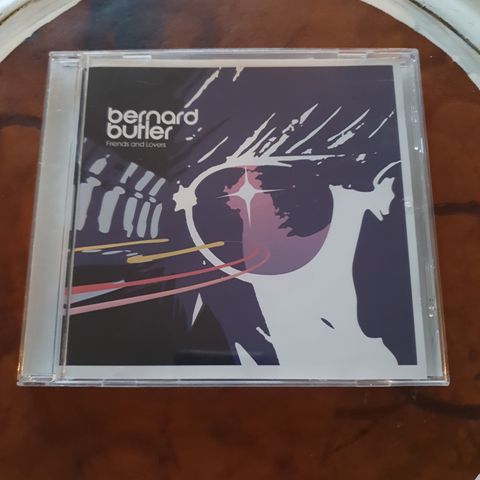 bernard
butler
Friends and Lovers